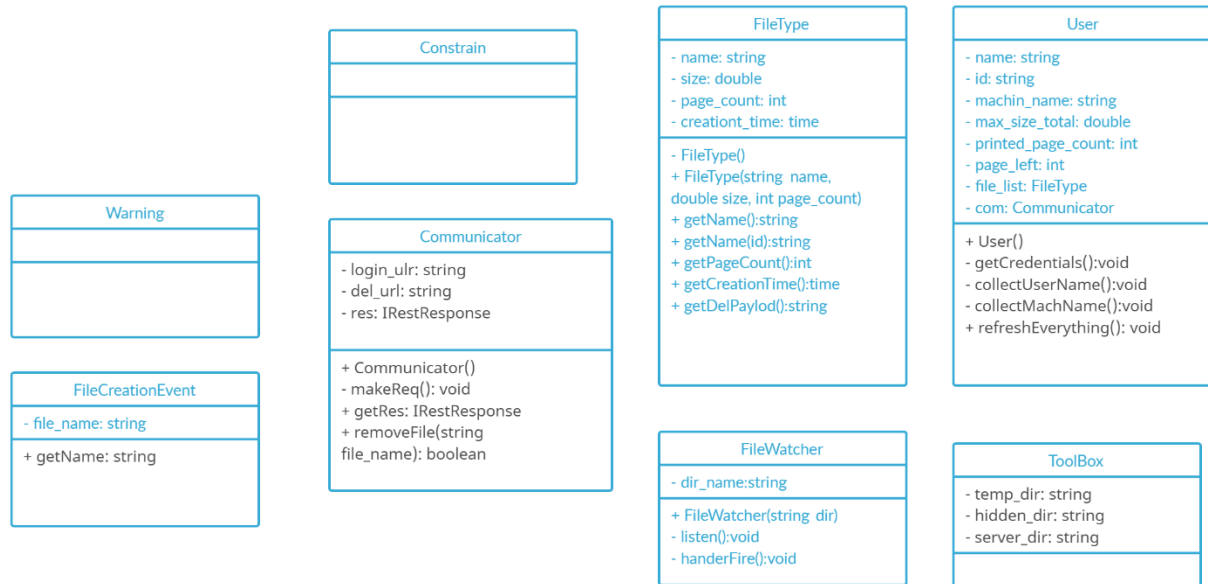 Warning
FileCreationEvent
- file_name: string
+ getName: string
Constrain
Communicator
- login_ulr: string
- del_url: string
- res: IRestResponse
+ Communicator()
- makeReq(): void
+ getRes: IRestResponse
+ removeFile(string
file_name): boolean
FileType
- name: string
- size: double
- page_count: int
- creationt_time: time
- FileType()
+ FileType(string name,
double size, int page_count)
+ getName():string
+ getName(id):string
+ getPageCount():int
+ getCreationTime():time
+ getDelPaylod():string
FileWatcher
- dir_name:string
+ FileWatcher(string dir)
- listen():void
- handerFire():void
User
- name: string
- id: string
- machin_name: string
- max_size_total: double
- printed_page_count: int
- page_left: int
- file_list: FileType
- com: Communicator
+ User()
- getCredentials():void
- collectUserName():void
- collectMachName():void
+ refreshEverything(): void
ToolBox
- temp_dir: string
- hidden_dir: string
- server_dir: string